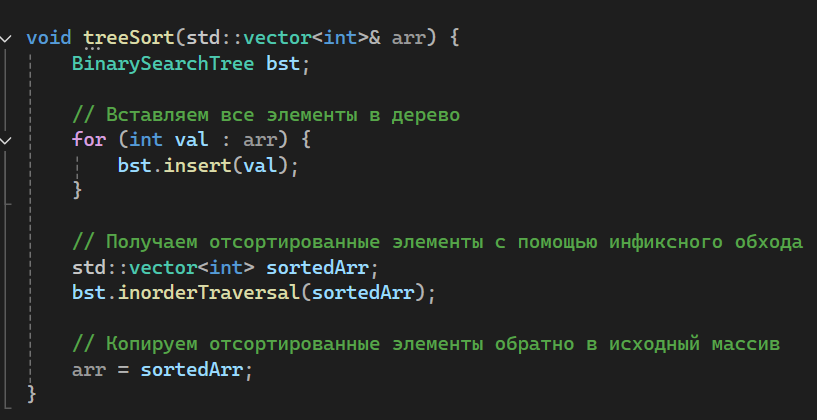 void treeSort(std::vector<int>& arr) {
BinarySearchTree bst;
// Вставляем все элементы в дерево
for (int val : arr) {
bst.insert(val);
}
// Получаем отсортированные элементы с помощью инфиксного обхода
std::vector<int> sortedArr;
bst.inorderTraversal(sortedArr);
// Копируем отсортированные элементы обратно в исходный массив
arr = sortedArr;
}